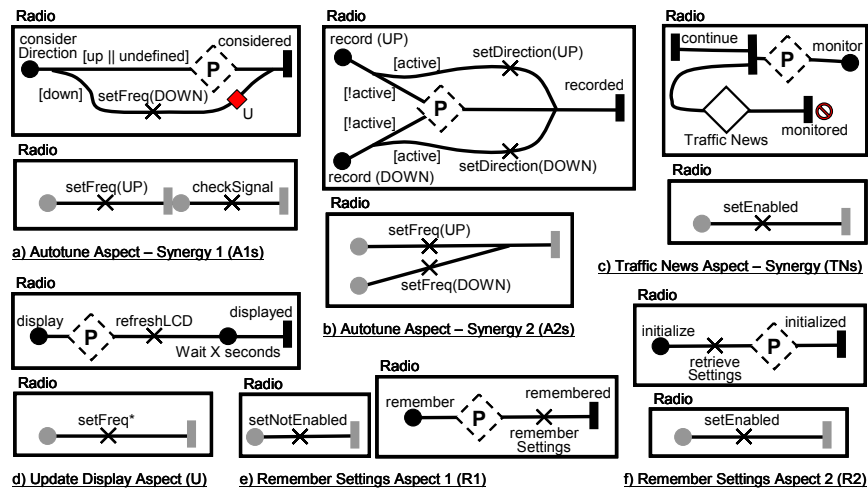 Radio
consider
Direction
[up || undefined]
considered
P
[down]
setFreq(DOWN)
U
Radio
setFreq(UP)
checkSignal
a) Autotune Aspect – Synergy 1 (A1s)
Radio
record (UP)
[active]
setDirection(UP)
[!active]
P
recorded
[!active]
[active]
setDirection(DOWN)
record (DOWN)
Radio
setFreq(UP)
setFreq(DOWN)
b) Autotune Aspect – Synergy 2 (A2s)
Radio
continue
P
monitor
Traffic News
monitored
Radio
setEnabled
c) Traffic News Aspect – Synergy (TNs)
Radio
display
P
refreshLCD
displayed
Wait X seconds
Radio
setFreq*
d) Update Display Aspect (U)
Radio
setNotEnabled
Radio
remember
P
remembered
remember
Settings
e) Remember Settings Aspect 1 (R1)
Radio
initialize
retrieve
Settings
P
initialized
Radio
setEnabled
f) Remember Settings Aspect 2 (R2)